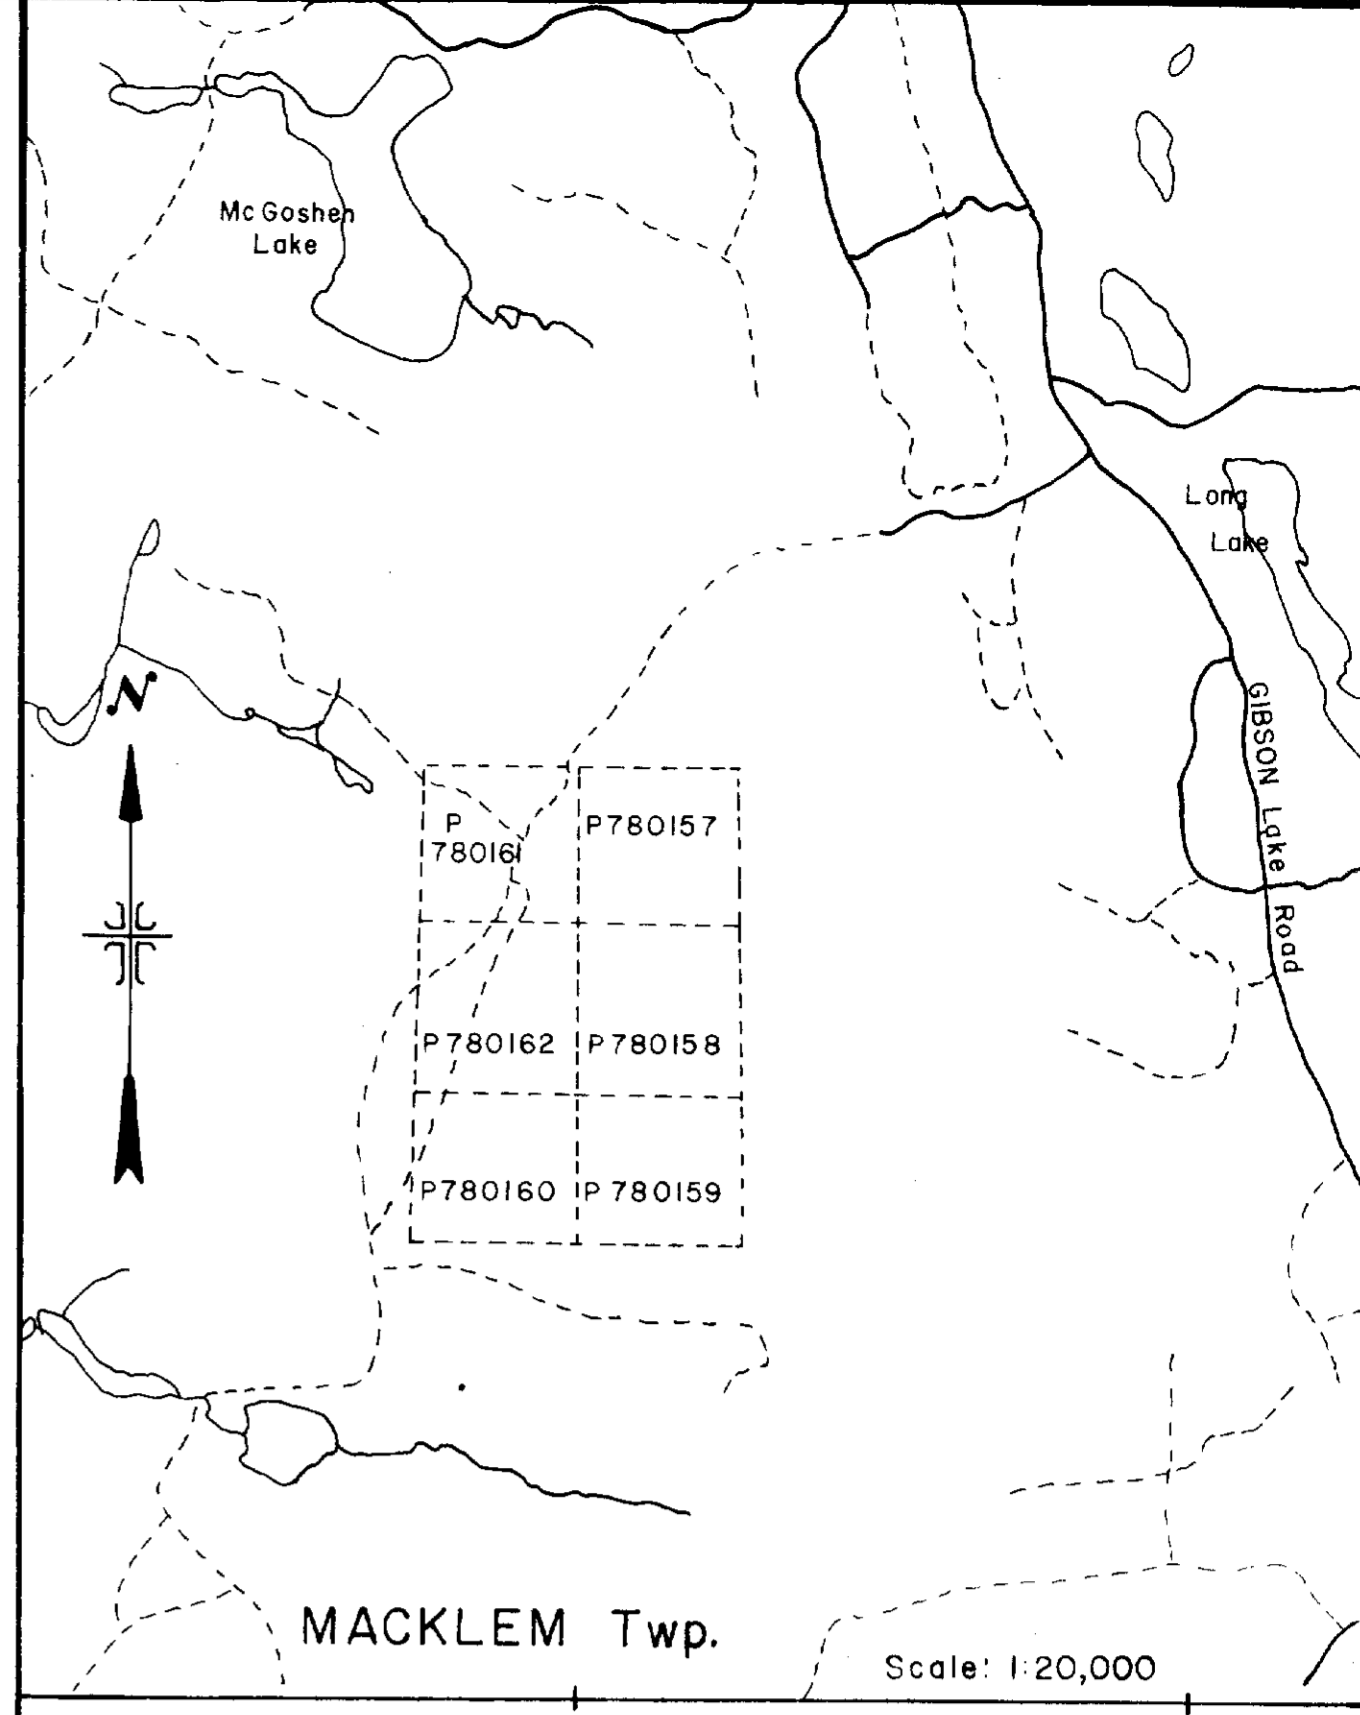 Mc Goshen
Lake
Long
Lake
N
GIBSON Lake Road
P
780161
P780157
P780162
P780158
P780160
P780159
MACKLEM Twp.
Scale: 1:20,000